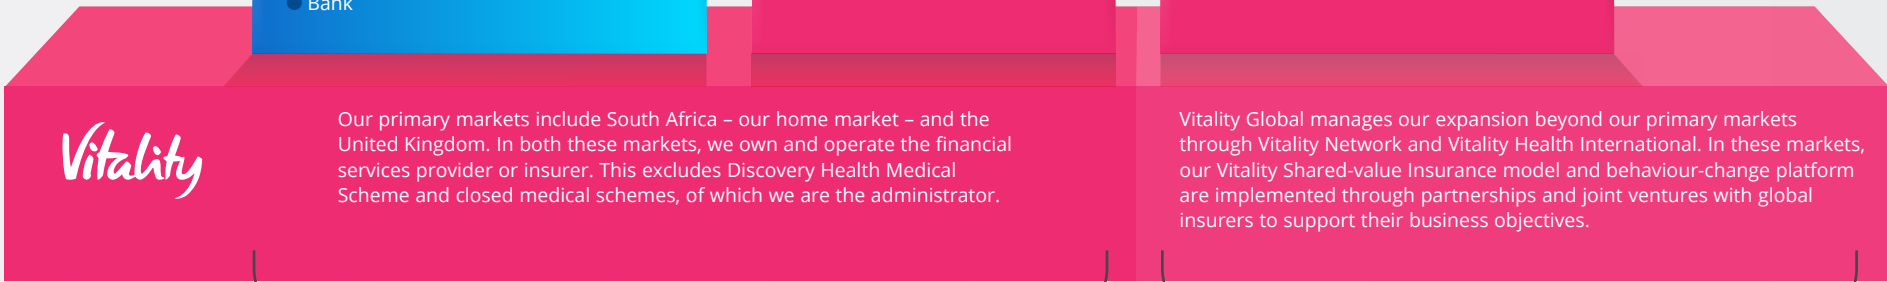 Bank
Vitality
Our primary markets include South Africa – our home market – and the
United Kingdom. In both these markets, we own and operate the financial
services provider or insurer. This excludes Discovery Health Medical
Scheme and closed medical schemes, of which we are the administrator.
Vitality Global manages our expansion beyond our primary markets
through Vitality Network and Vitality Health International. In these markets,
our Vitality Shared-value Insurance model and behaviour-change platform
are implemented through partnerships and joint ventures with global
insurers to support their business objectives.